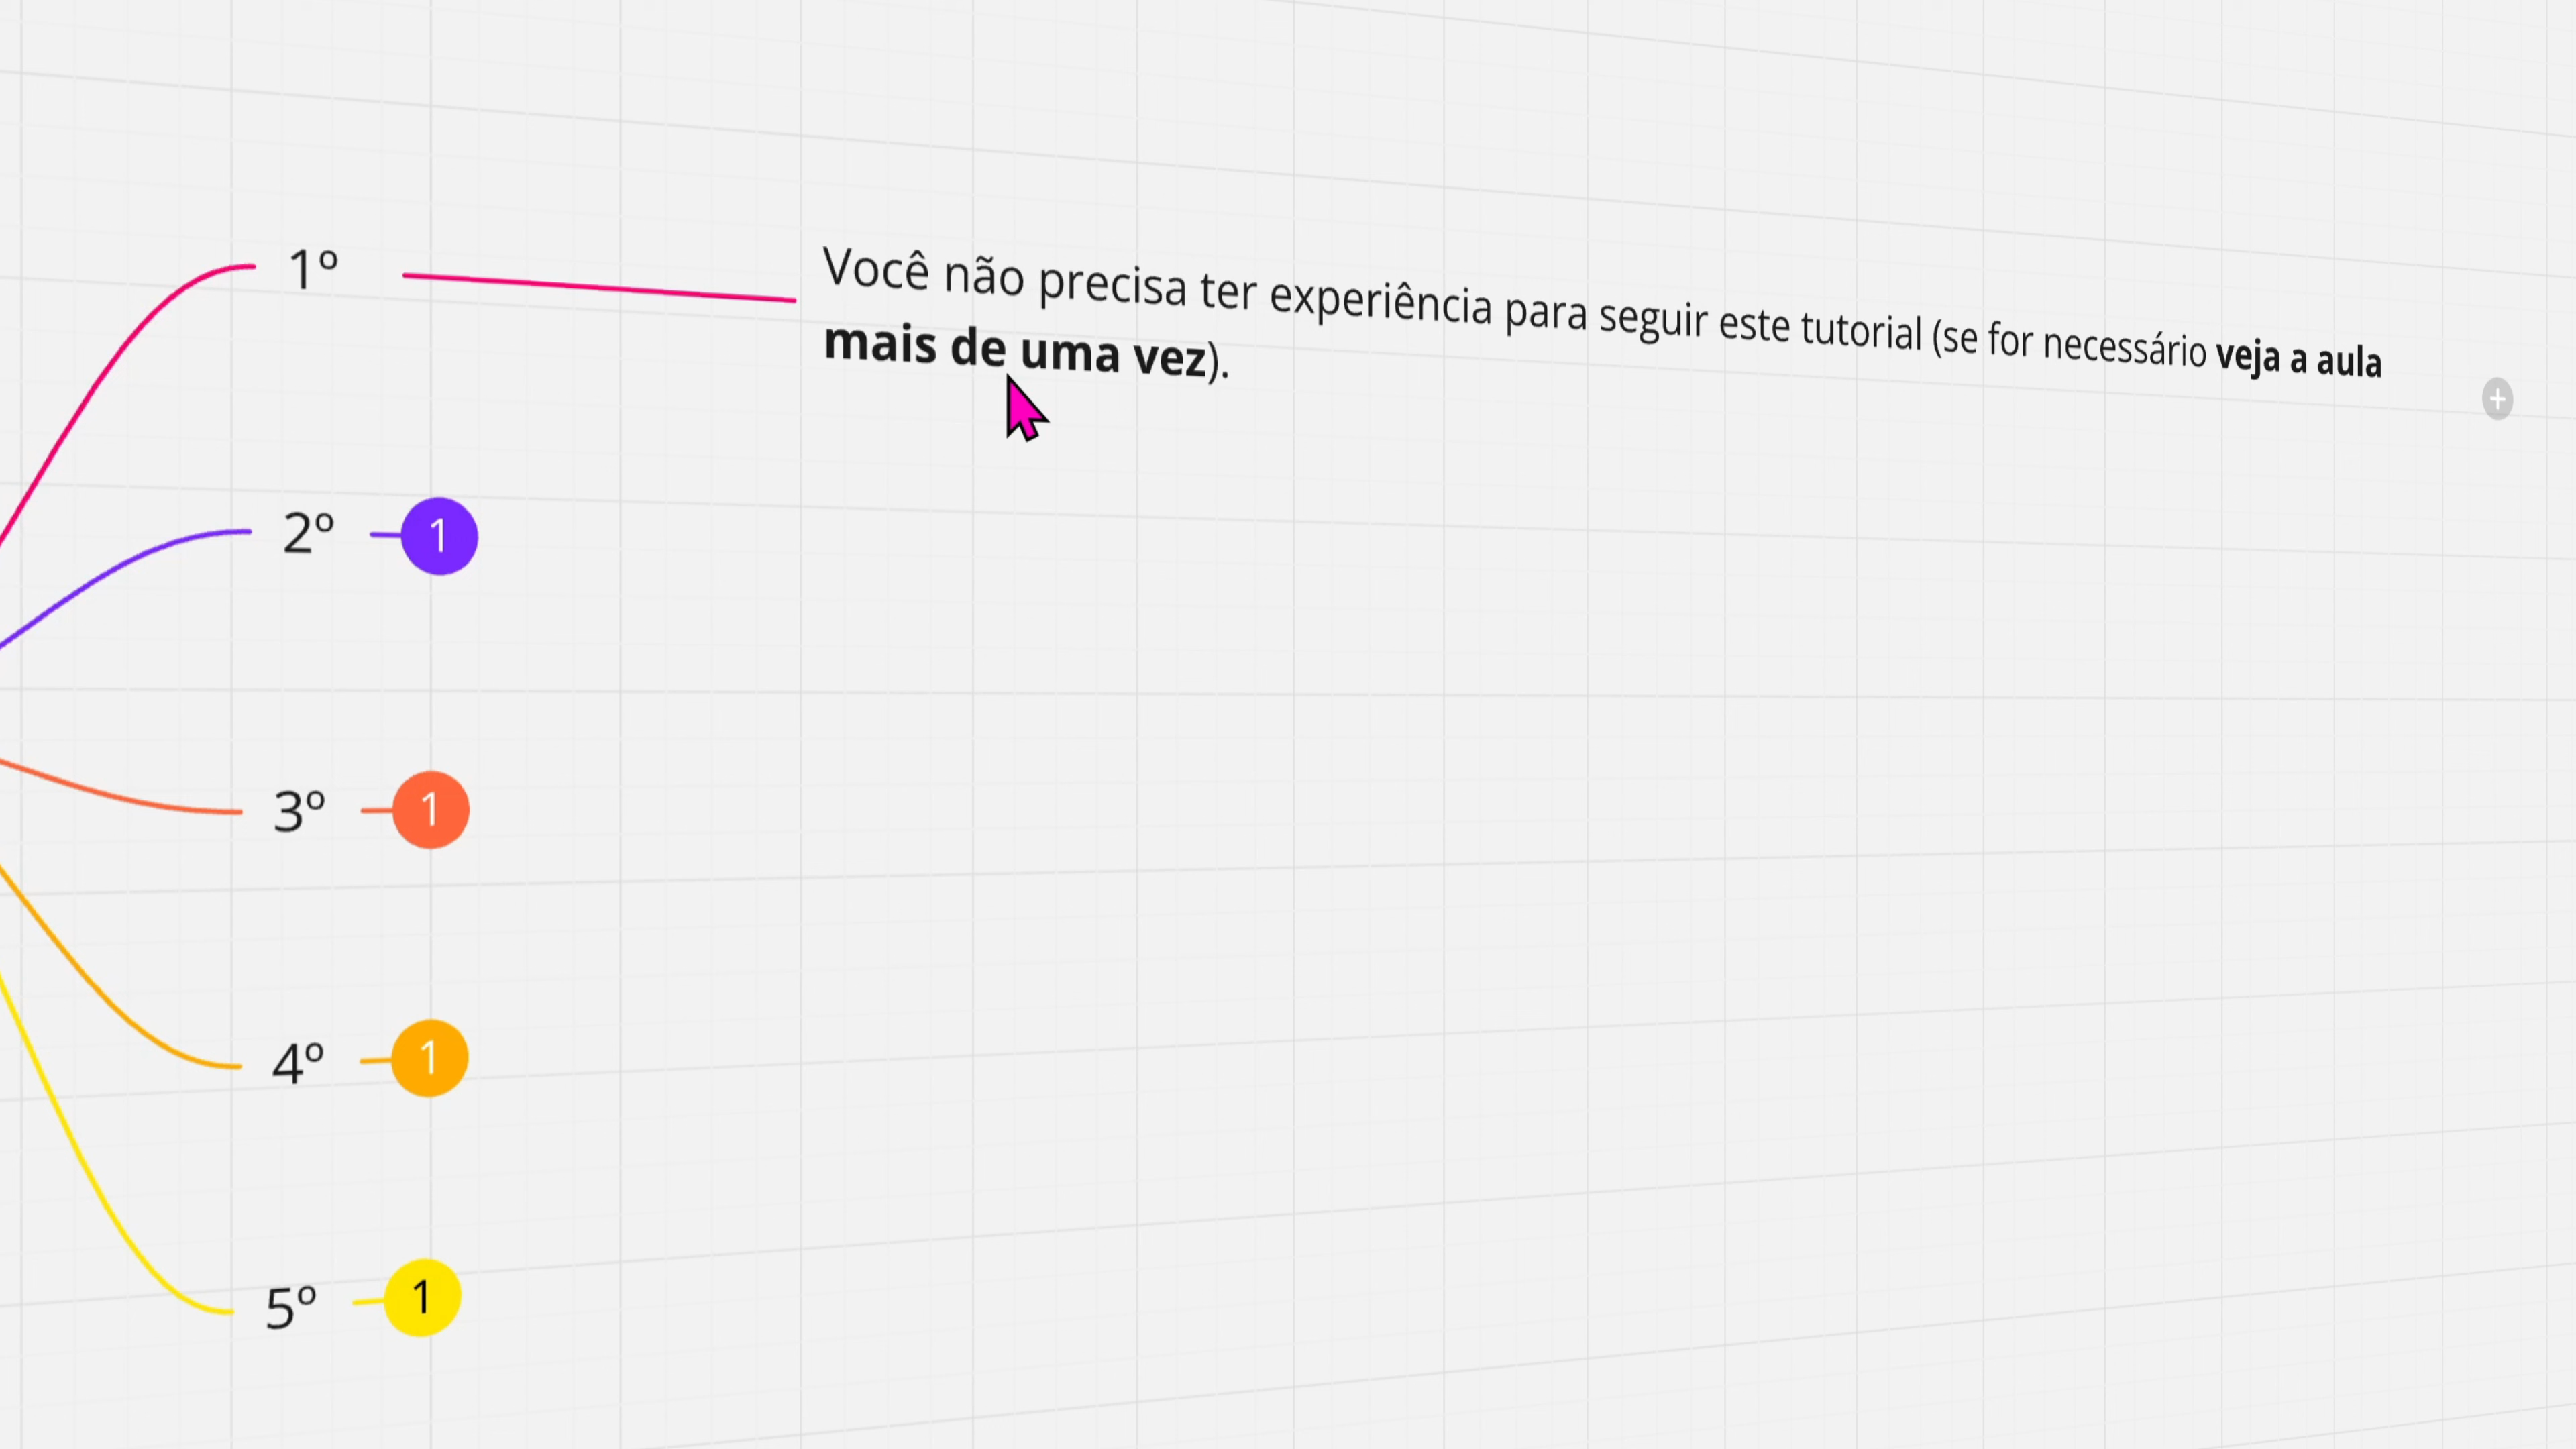 1º
Você não precisa ter experiência para seguir este tutorial (se for necessário veja a aula
mais de uma vez).
2º 1
3º 1
4º 1
5º 1